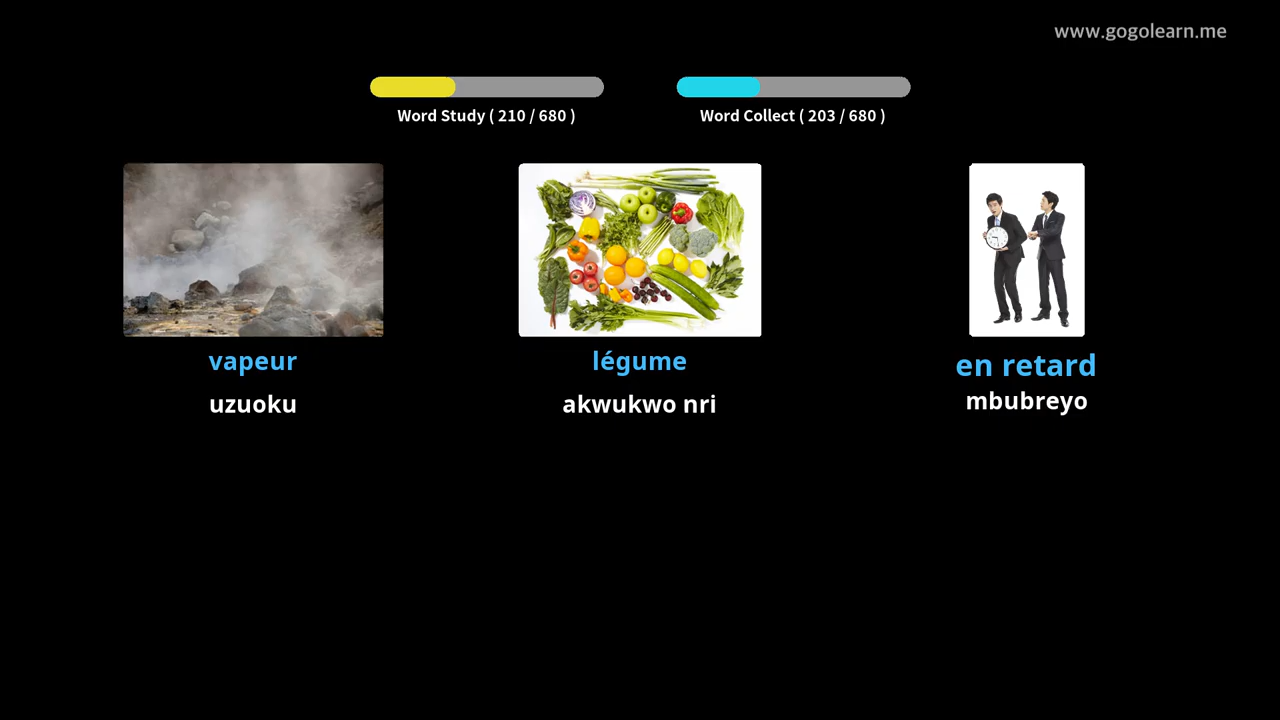 www.gogolearn.me
Word Study ( 210 / 680 )
Word Collect ( 203 / 680 )
vapeur
légume
en retard
uzuoku
akwukwo nri
mbubreyo